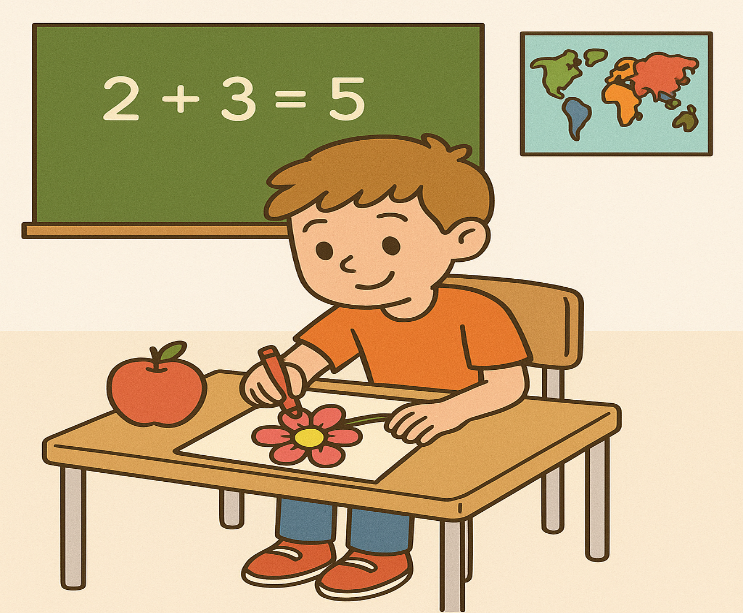 2 + 3 = 5